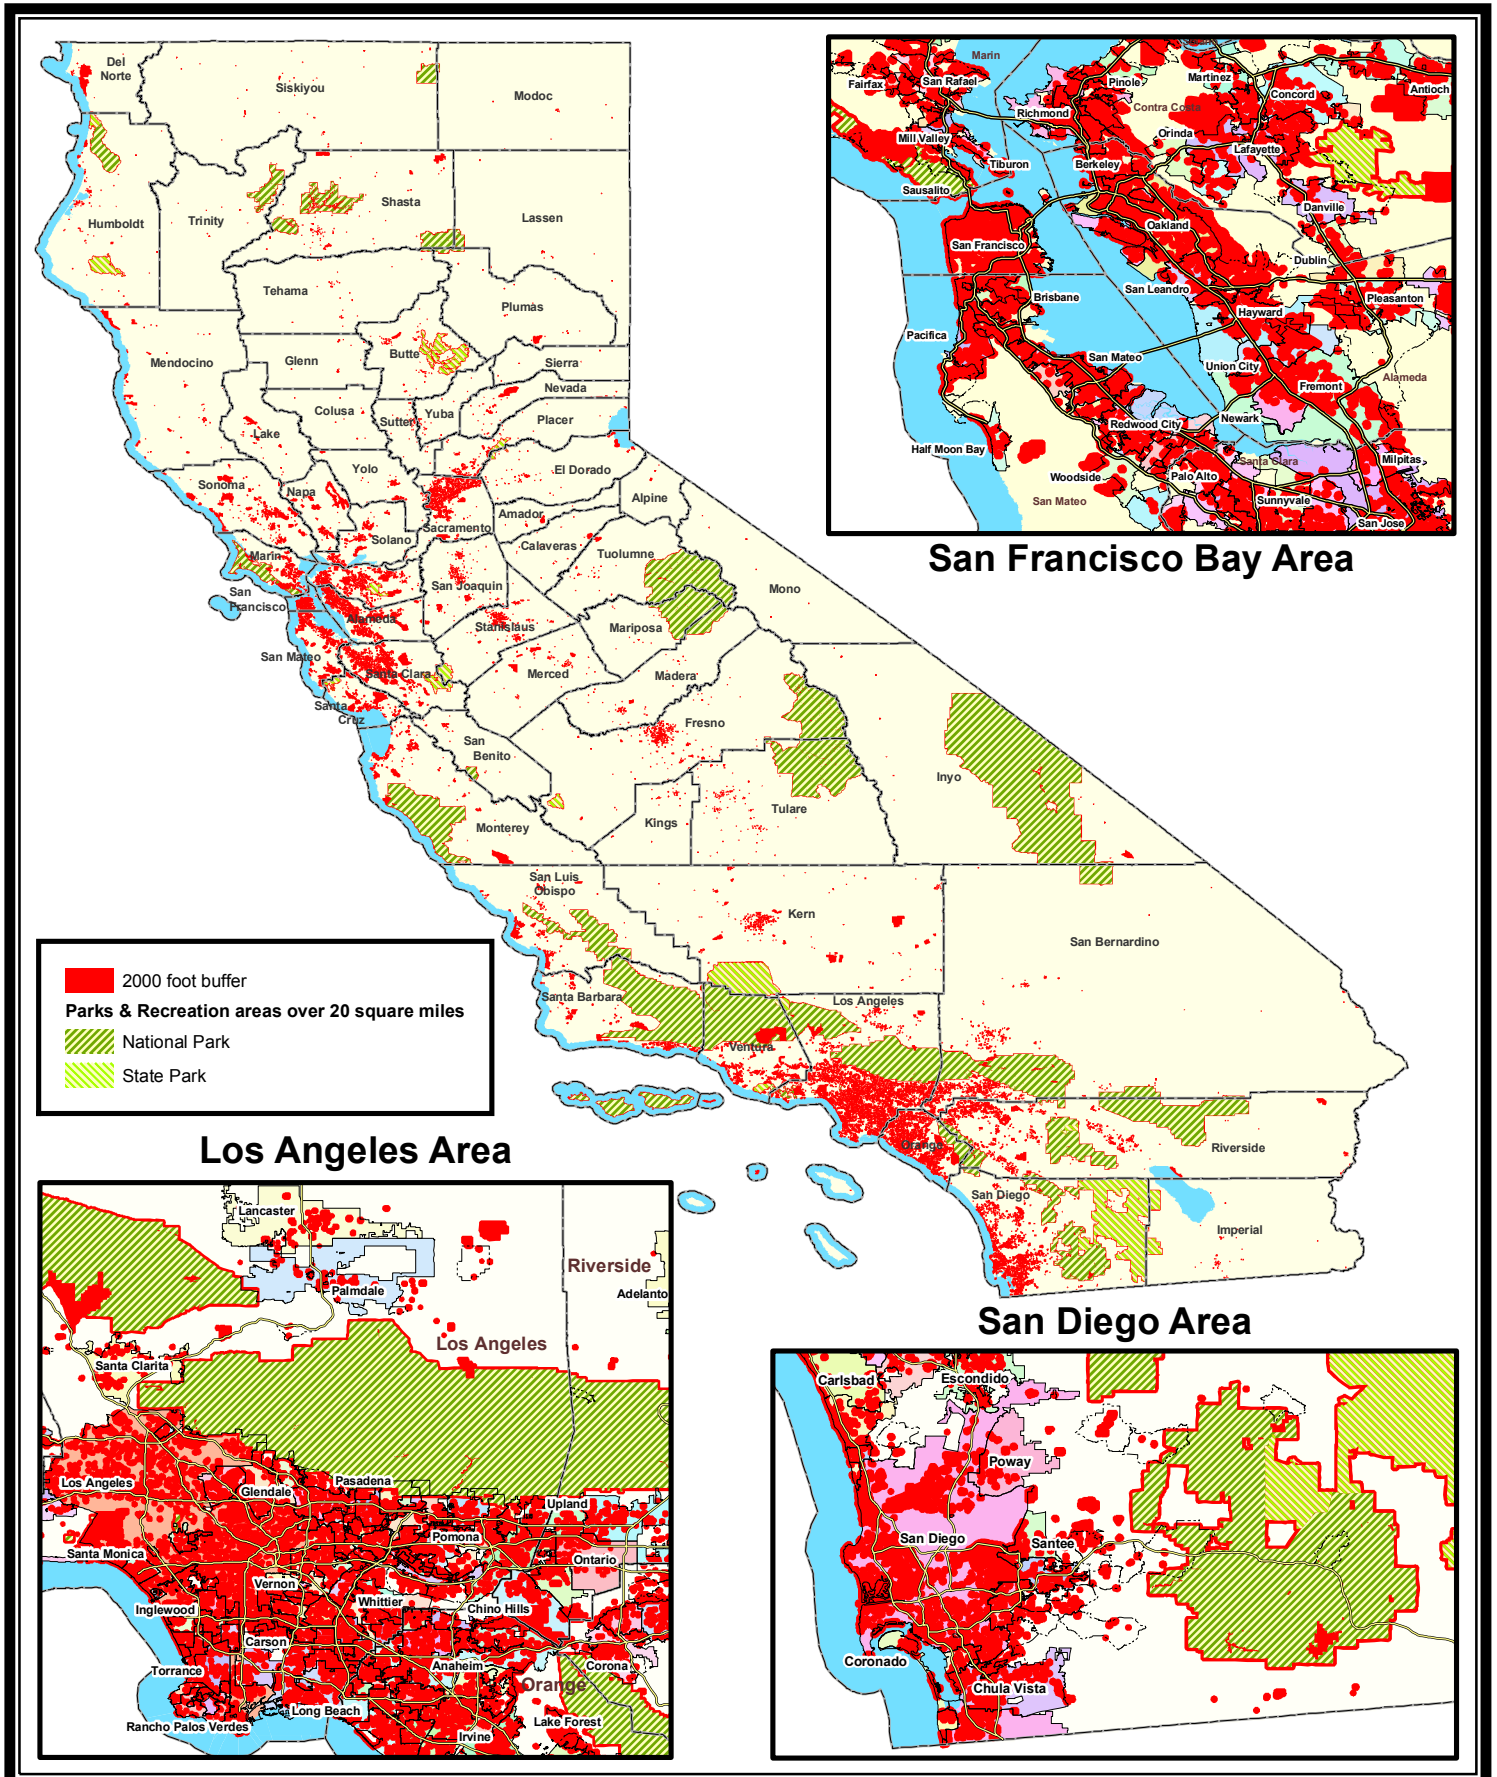 Del
Norte
Siskiyou
Modoc
Humboldt
Trinity
Shasta
Lassen
Tehama
Plumas
Mendocino
Glenn
Butte
Sierra
Nevada
Colusa
Sutter
Yuba
Placer
Lake
Yolo
El Dorado
Sonoma
Napa
Alpine
Amador
Sacramento
Solano
Calaveras
Tuolumne
Marin
San
Francisco
San Joaquin
Mono
Alameda
Stanislaus
Mariposa
San Mateo
Santa Clara
Merced
Madera
Santa
Cruz
Fresno
San
Benito
Inyo
Tulare
Kings
Monterey
San Luis
Obispo
Kern
San Bernardino
Santa Barbara
Los Angeles
Ventura
Orange
Riverside
San Diego
Imperial
Marin
Fairfax
San Rafael
Pinole
Martinez
Concord
Antioch
Richmond
Contra Costa
Mill Valley
Orinda
Lafayette
Tiburon
Berkeley
Sausalito
Danville
Oakland
San Francisco
Dublin
San Leandro
Brisbane
Pleasanton
Hayward
Pacifica
San Mateo
Union City
Fremont
Alameda
Redwood City
Newark
Half Moon Bay
Santa Clara
Milpitas
Woodside
Palo Alto
San Mateo
Sunnyvale
San Jose
San Francisco Bay Area
2000 foot buffer
Parks & Recreation areas over 20 square miles
National Park
State Park
Los Angeles Area
Lancaster
Riverside
Palmdale
Adelanto
Los Angeles
Santa Clarita
Los Angeles
Pasadena
Glendale
Upland
Pomona
Santa Monica
Ontario
Vernon
Whittier
Inglewood
Chino Hills
Carson
Torrance
Anaheim
Corona
Orange
Long Beach
Rancho Palos Verdes
Lake Forest
Irvine
San Diego Area
Carlsbad
Escondido
Poway
San Diego
Santee
Coronado
Chula Vista